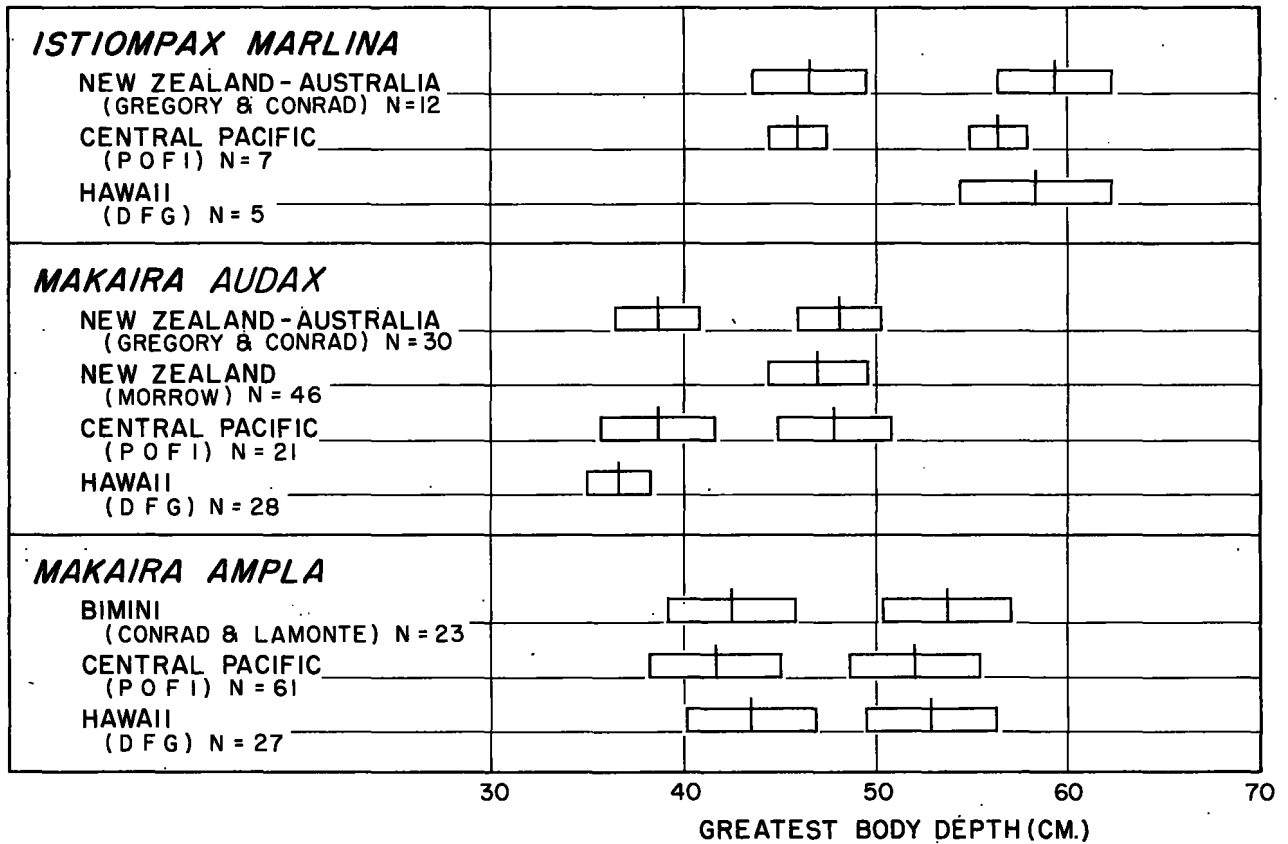 ISTIOMPAX MARLINA
NEW ZEALAND-AUSTRALIA
(GREGORY & CONRAD) N=12
CENTRAL PACIFIC
(POFI) N=7
HAWAII
(DFG) N=5
MAKAIRA AUDAX
NEW ZEALAND-AUSTRALIA
(GREGORY & CONRAD) N=30
NEW ZEALAND
(MORROW) N=46
CENTRAL PACIFIC
(POFI) N=21
HAWAII
(DFG) N=28
MAKAIRA AMPLA
BIMINI
(CONRAD & LAMONTE) N=23
CENTRAL PACIFIC
(POFI) N=61
HAWAII
(DFG) N=27
30 40 50 60 70
GREATEST BODY DEPTH (CM.)